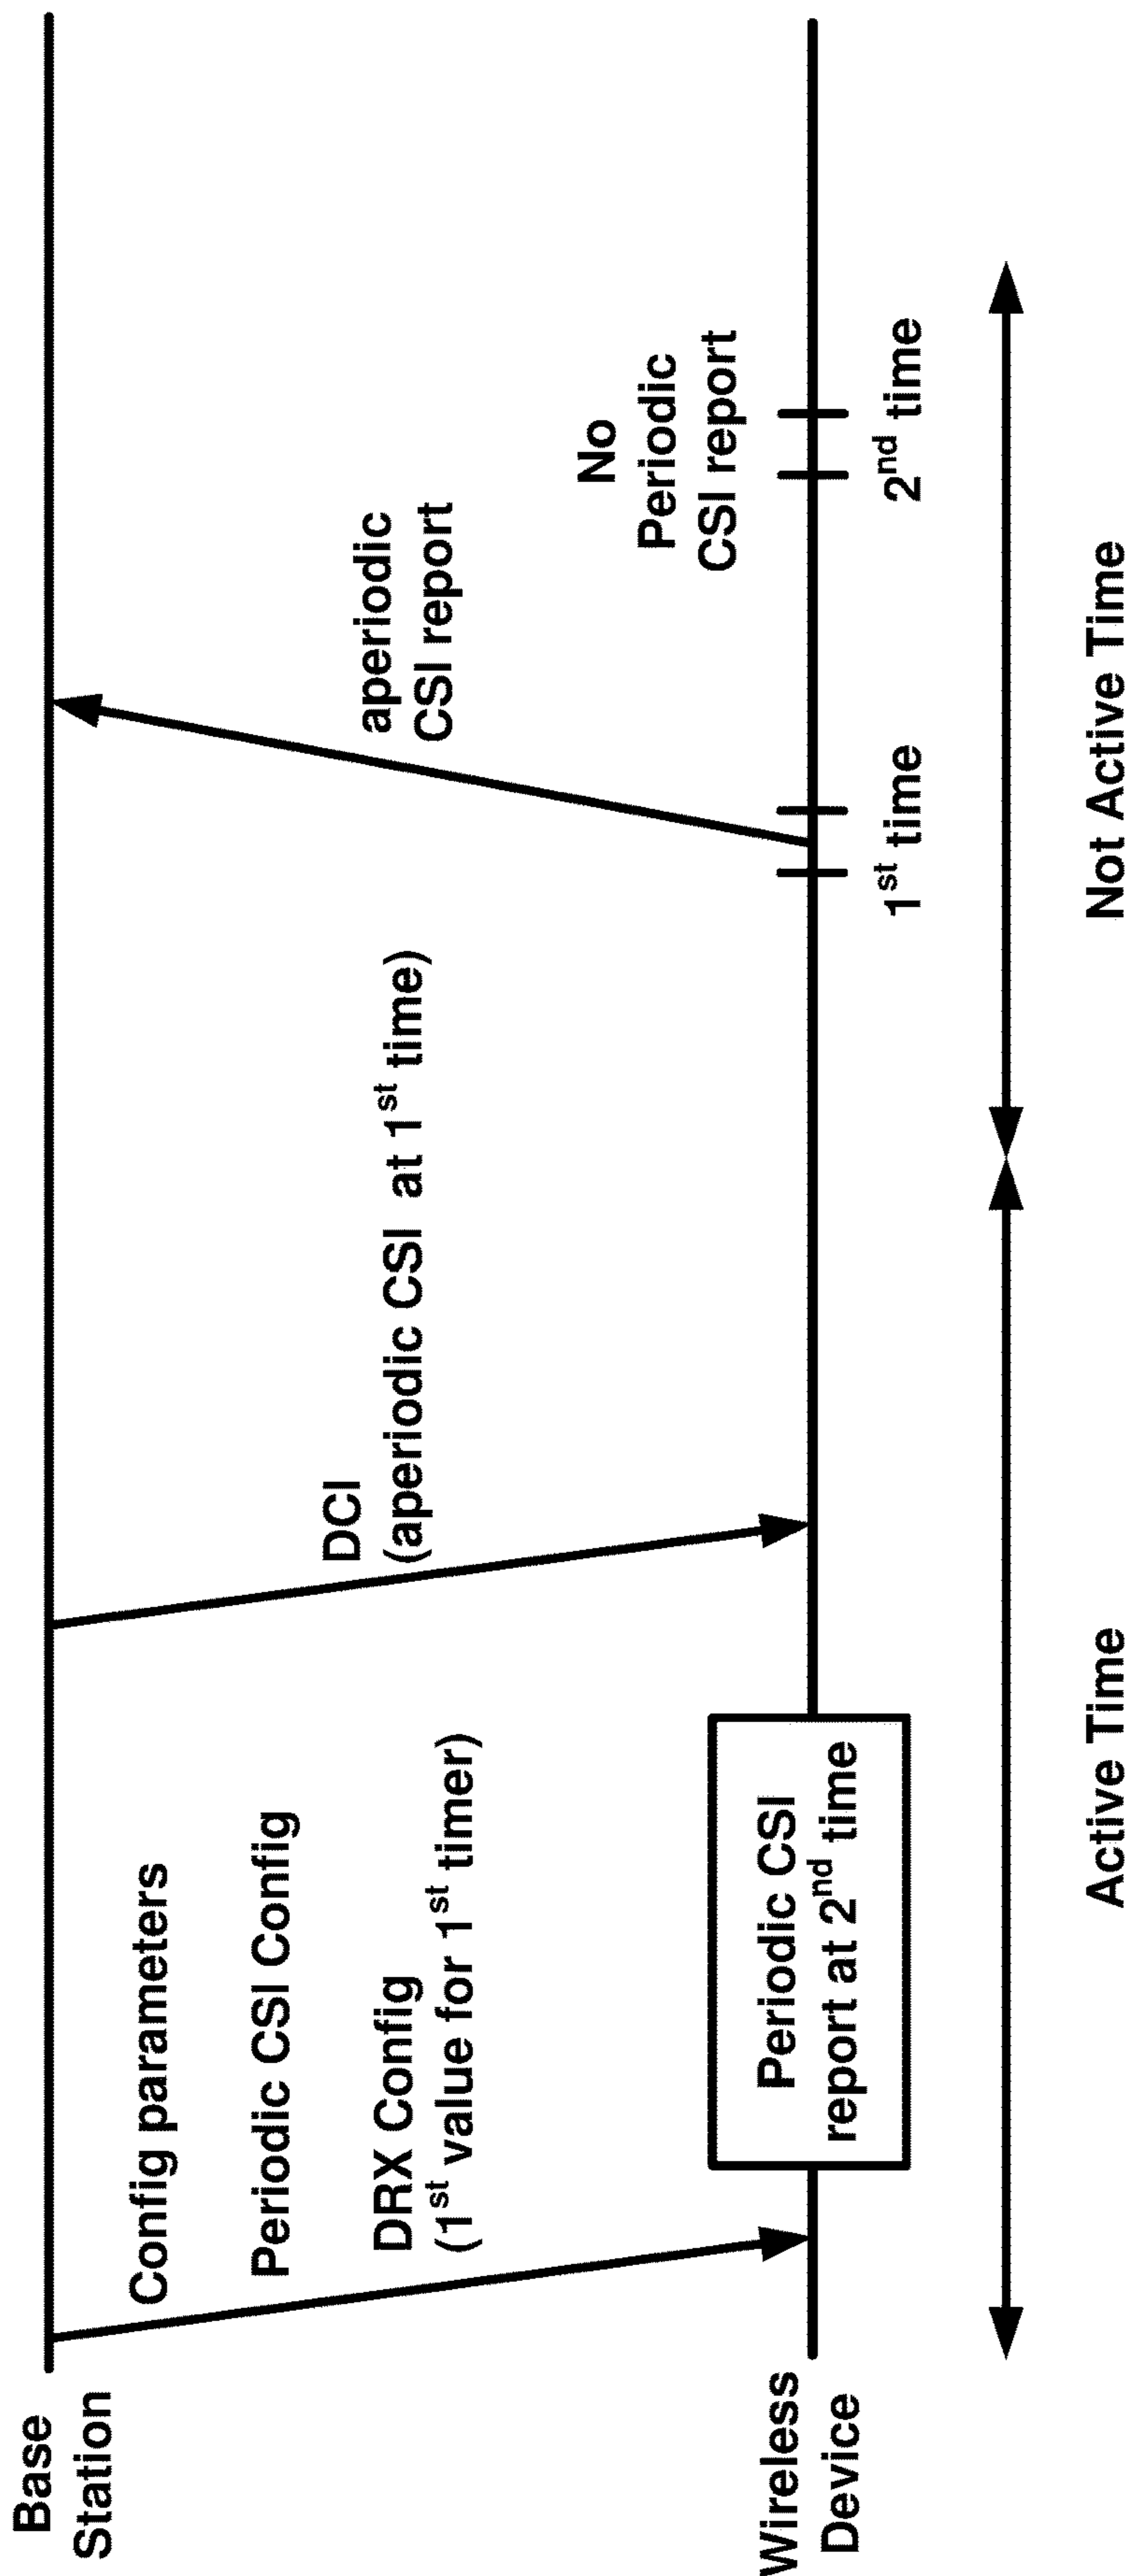 Base
Station
Config parameters
Periodic CSI Config
DRX Config
(1st value for 1st timer)
DCI
(aperiodic CSI at 1st time)
aperiodic
CSI report
No
Periodic
CSI report
Wireless
Device
Periodic CSI
report at 2nd time
1st time
2nd time
Active Time
Not Active Time